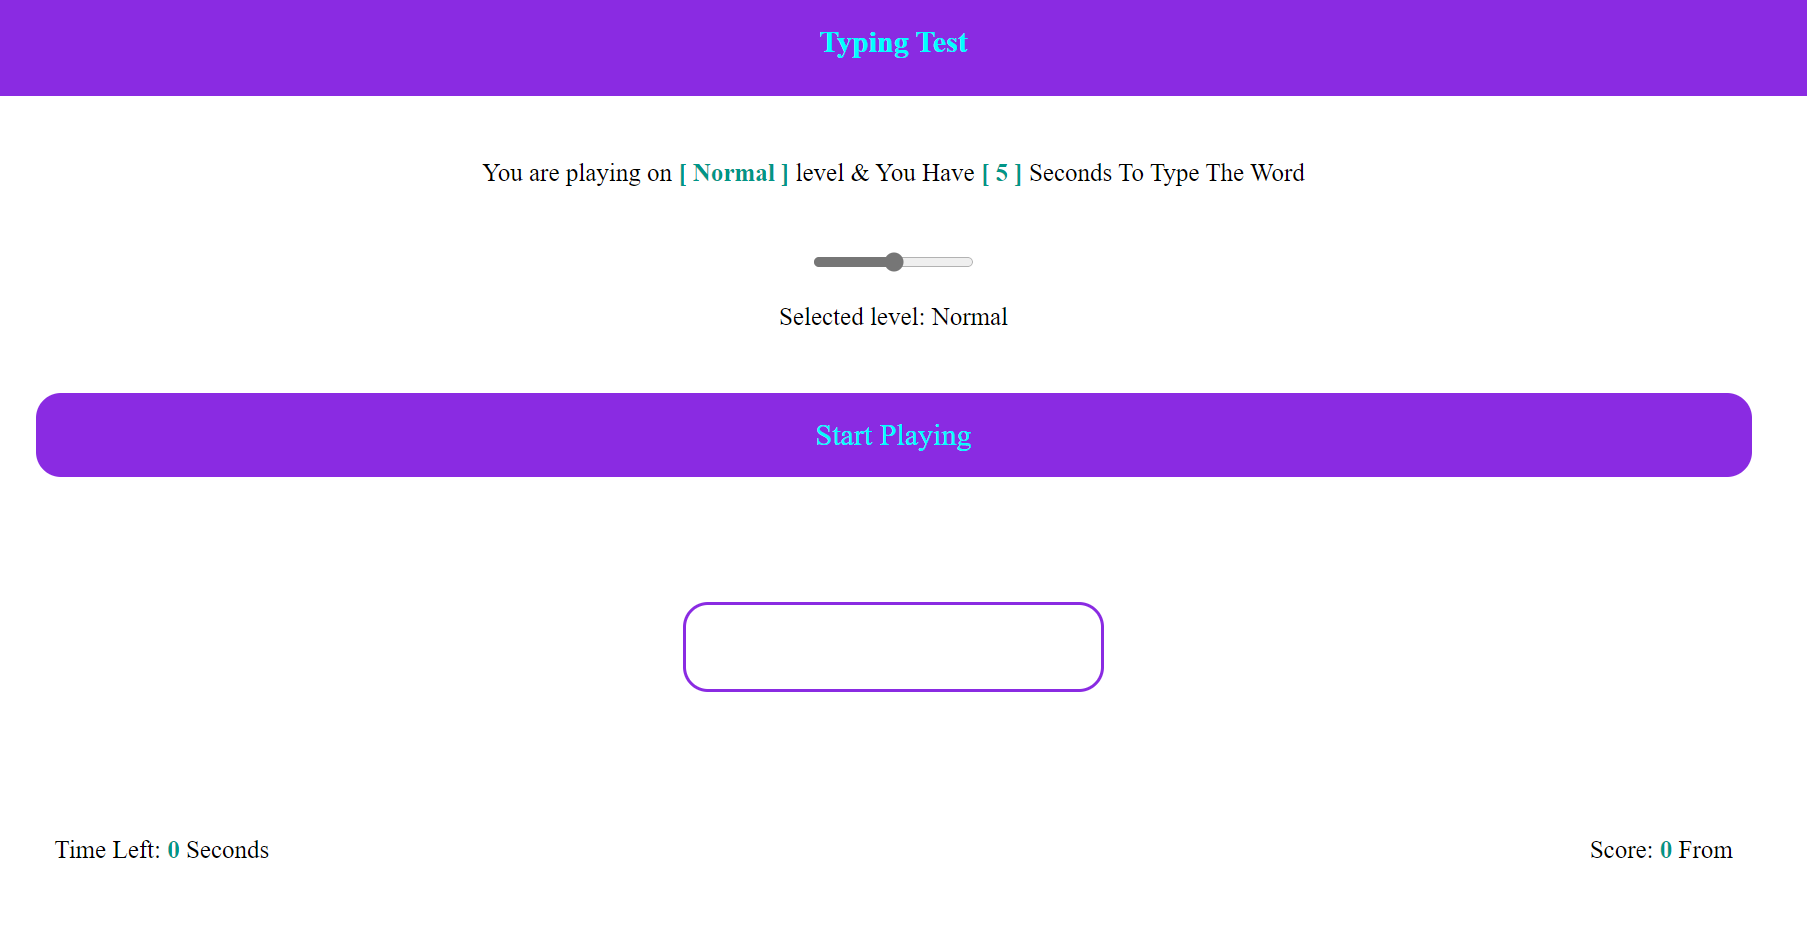 Typing Test
You are playing on [ Normal ] level & You Have [ 5 ] Seconds To Type The Word
Selected level: Normal
Start Playing
Time Left: 0 Seconds
Score: 0 From